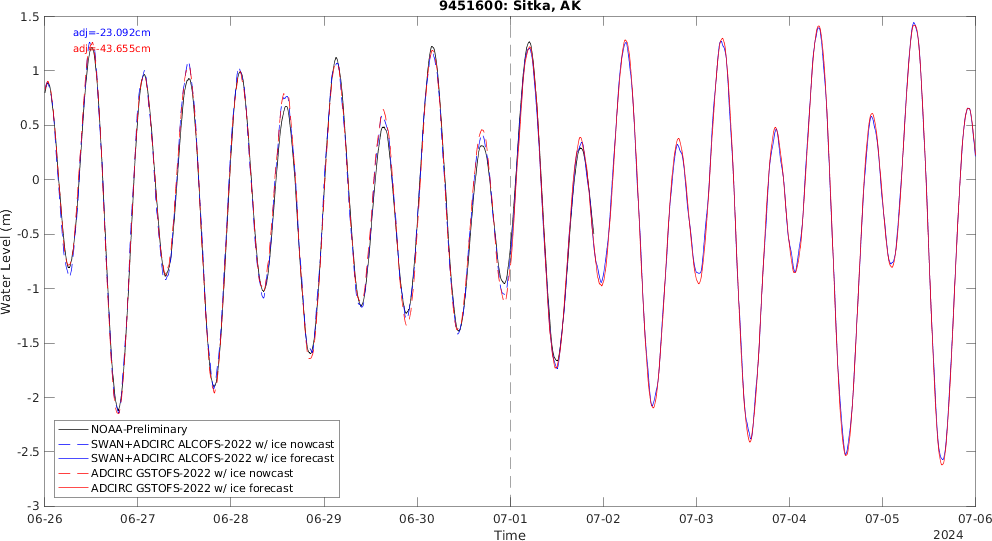 9451600: Sitka, AK
adj=-23.092cm
adj=-43.655cm
1.5
1
0.5
0
-0.5
-1
-1.5
-2
-2.5
-3
Water Level (m)
NOAA-Preliminary
SWAN+ADCIRC ALCOFS-2022 w/ ice nowcast
SWAN+ADCIRC ALCOFS-2022 w/ ice forecast
ADCIRC GSTOFS-2022 w/ ice nowcast
ADCIRC GSTOFS-2022 w/ ice forecast
06-26 06-27 06-28 06-29 06-30 07-01 07-02 07-03 07-04 07-05 07-06
Time
2024